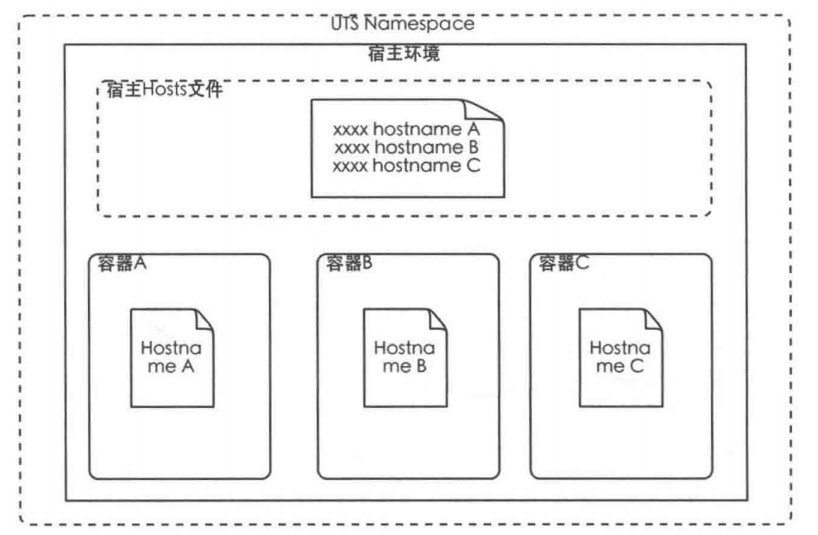 UTS Namespace
宿主环境
宿主Hosts文件
xxxx hostname A
xxxx hostname B
xxxx hostname C
容器A
容器B
容器C
Hostna
me A
Hostna
me B
Hostna
me C